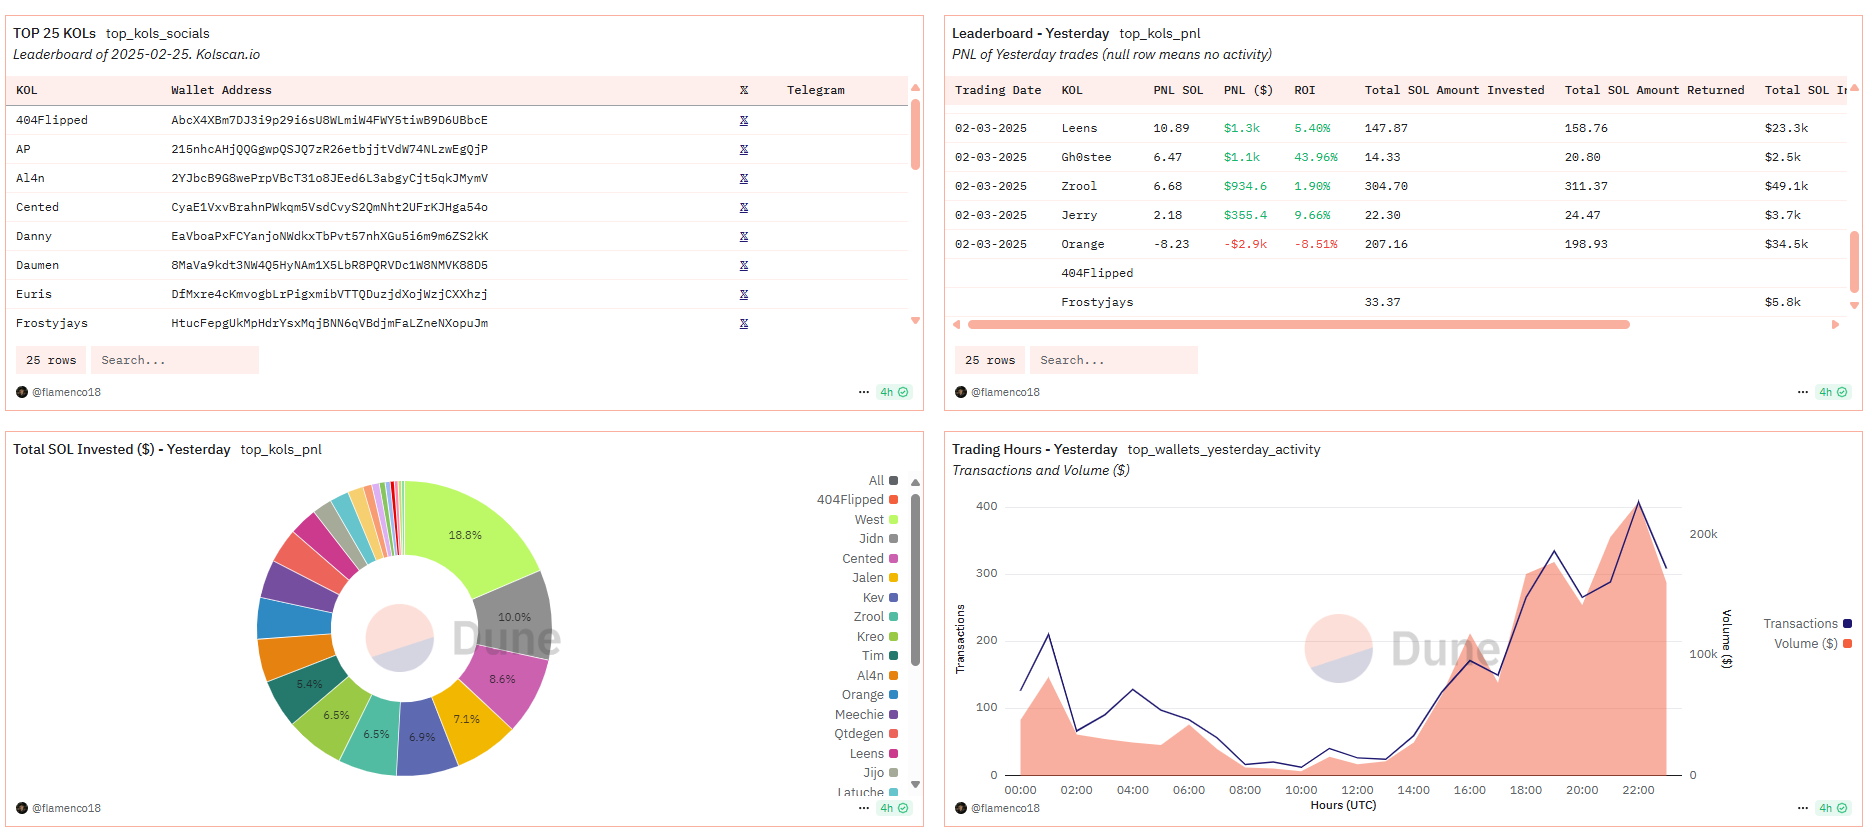 TOP 25 KOLs top_kols_socials
Leaderboard of 2025-02-25. Kolscan.io
KOL Wallet Address 𝕏 Telegram
404Flipped AbcX4XBm7DJ3i9p29i6sU8WLmiW4FWY5tiwB9D6UBbcE 𝕏
AP 215nhcAHjQQGgwpQSJQ7zR26etbjjtVdW74NLzwEgQjP 𝕏
Al4n 2YJbcB9G8wePrpVBcT31o8JEed6L3abgyCjt5qkJMymV 𝕏
Cented CyaE1VxvBrahnPWkqm5VsdCvyS2QmNht2UFrKJHga54o 𝕏
Danny EaVboaPxFCYanjoNWdkxTbPvt57nhXGu5i6m9m6ZS2kK 𝕏
Daumen 8MaVa9kdt3NW4Q5HyNAm1X5LbR8PQRVDc1W8NMVK88D5 𝕏
Euris DfMxre4cKmvogbLrPigxmibVTTQDuzjdXojWzjCXXhzj 𝕏
Frostyjays HtucFepgUkMpHdrYsxMqjBNN6qVBdjmFaLZneNXopuJm 𝕏
25 rows Search...
@flamenco18 ... 4h
Leaderboard - Yesterday top_kols_pnl
PNL of Yesterday trades (null row means no activity)
Trading Date KOL PNL SOL PNL ($) ROI Total SOL Amount Invested Total SOL Amount Returned Total SOL In
02-03-2025 Leens 10.89 $1.3k 5.40% 147.87 158.76 $23.3k
02-03-2025 Gh0stee 6.47 $1.1k 43.96% 14.33 20.80 $2.5k
02-03-2025 Zrool 6.68 $934.6 1.90% 304.70 311.37 $49.1k
02-03-2025 Jerry 2.18 $355.4 9.66% 22.30 24.47 $3.7k
02-03-2025 Orange -8.23 -$2.9k -8.51% 207.16 198.93 $34.5k
404Flipped
Frostyjays 33.37 $5.8k
25 rows Search...
@flamenco18 ... 4h
Total SOL Invested ($) - Yesterday top_kols_pnl
18.8%
10.0%
8.6%
7.1%
6.9%
6.5%
6.5%
5.4%
Dune
All
404Flipped
West
Jidn
Cented
Jalen
Kev
Zrool
Kreo
Tim
Al4n
Orange
Meechie
Qtdegen
Leens
Jijo
Latuche
@flamenco18 ... 4h
Trading Hours - Yesterday top_wallets_yesterday_activity
Transactions and Volume ($)
Transactions
400
300
200
100
0
200k
100k
0
Volume ($)
Dune
Transactions
Volume ($)
00:00 02:00 04:00 06:00 08:00 10:00 12:00 14:00 16:00 18:00 20:00 22:00
Hours (UTC)
@flamenco18 ... 4h